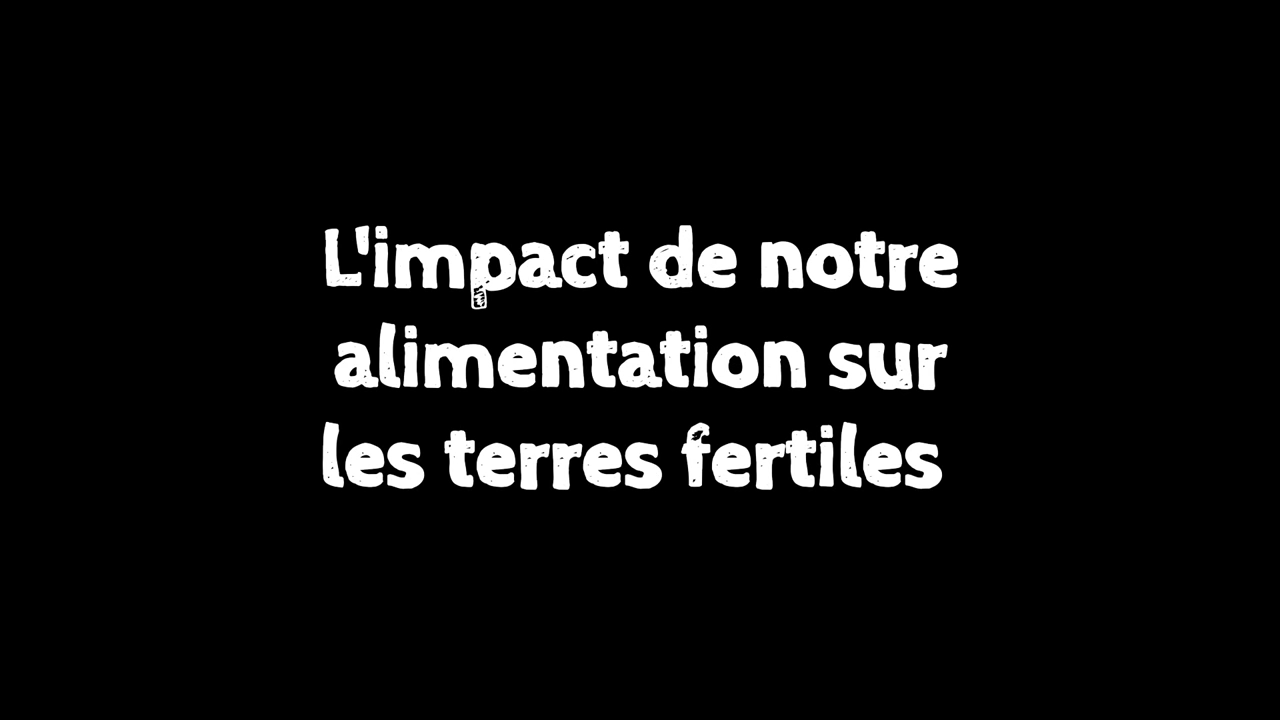 L'impact de notre
alimentation sur
les terres fertiles